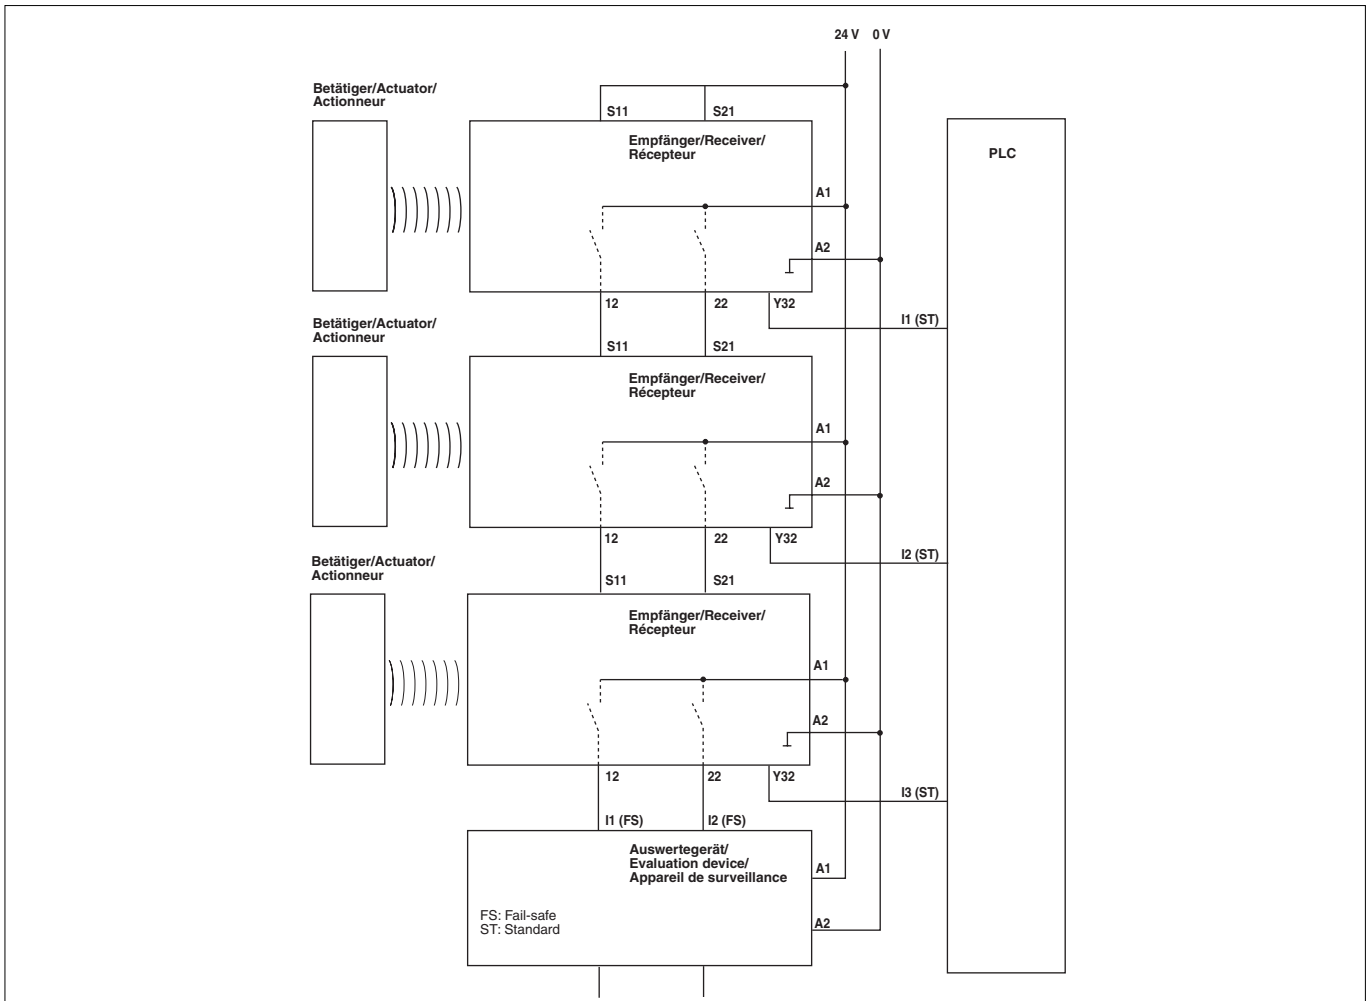 24 V 0 V
Betätiger/Actuator/
Actionneur
S11 S21
Empfänger/Receiver/
Récepteur
PLC
A1
A2
12 22 Y32
I1 (ST)
Betätiger/Actuator/
Actionneur
S11 S21
Empfänger/Receiver/
Récepteur
A1
A2
12 22 Y32
I2 (ST)
Betätiger/Actuator/
Actionneur
S11 S21
Empfänger/Receiver/
Récepteur
A1
A2
12 22 Y32
I3 (ST)
I1 (FS) I2 (FS)
Auswertegerät/
Evaluation device/
Appareil de surveillance
A1
FS: Fail-safe
ST: Standard
A2